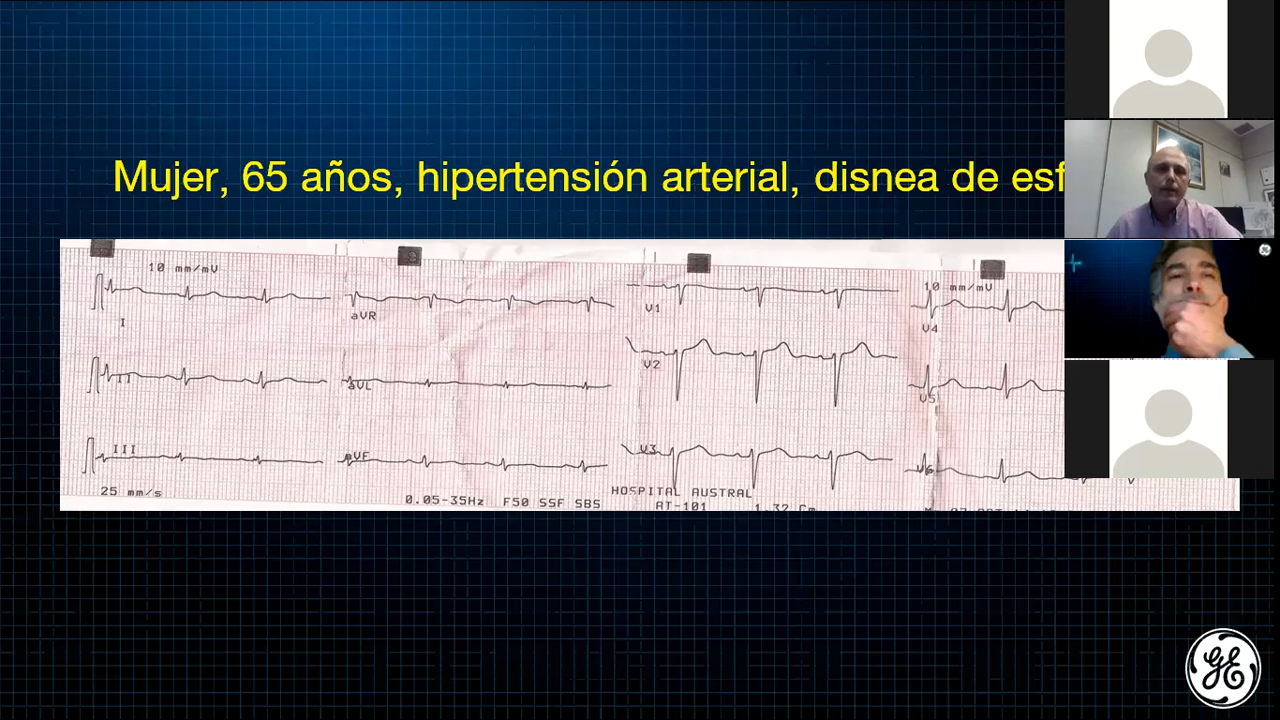 Mujer, 65 años, hipertensión arterial, disnea de esf
10 mm/mV
10 mm/mV
I
aVR
V1
V4
II
aVL
V2
V5
III
aVF
V3
V6
25 mm/s
0.05-35Hz F50 SSF SBS
HOSPITAL AUSTRAL
AT-101
GE